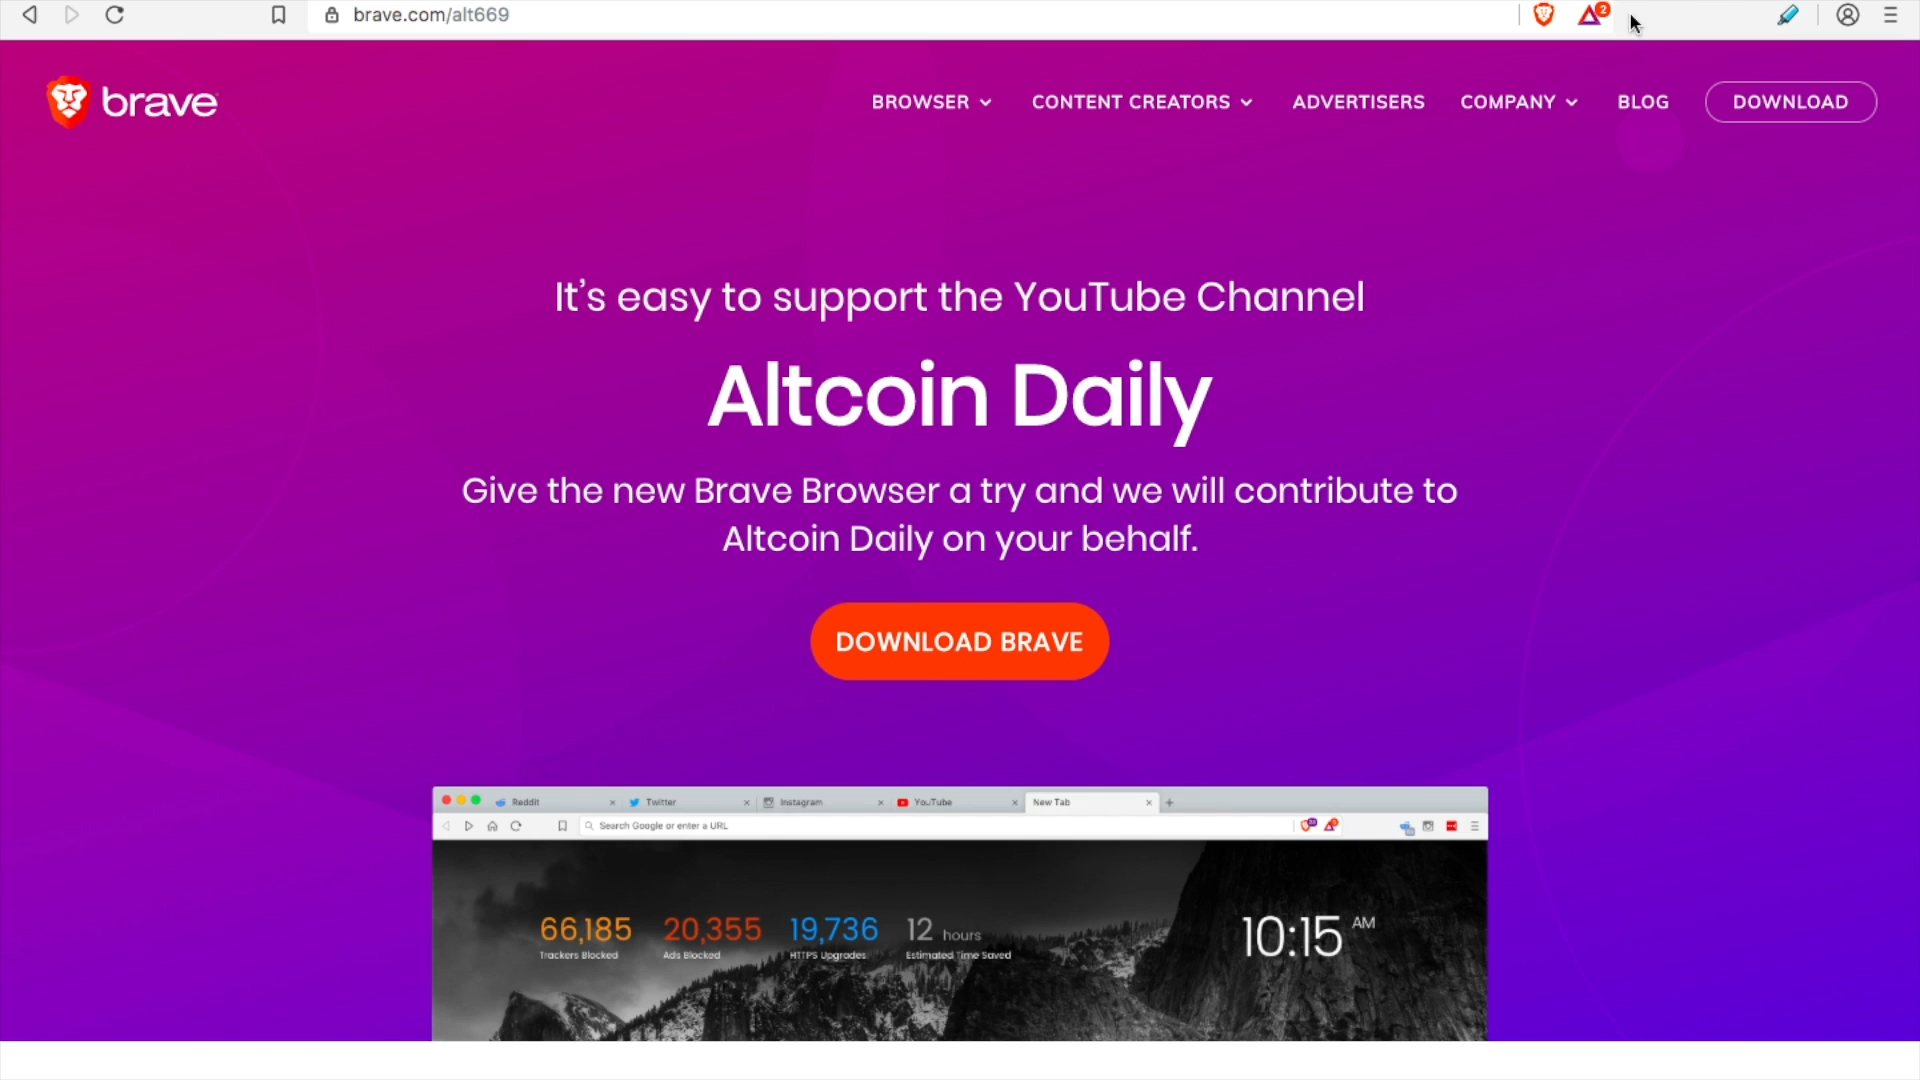 brave.com/alt669
2
brave
BROWSER
CONTENT CREATORS
ADVERTISERS
COMPANY
BLOG
DOWNLOAD
It's easy to support the YouTube Channel
Altcoin Daily
Give the new Brave Browser a try and we will contribute to
Altcoin Daily on your behalf.
DOWNLOAD BRAVE
Reddit
Twitter
Instagram
YouTube
New Tab
Search Google or enter a URL
66,185
Trackers Blocked
20,355
Ads Blocked
19,736
HTTPS Upgrades
12 hours
Estimated Time Saved
10:15 AM